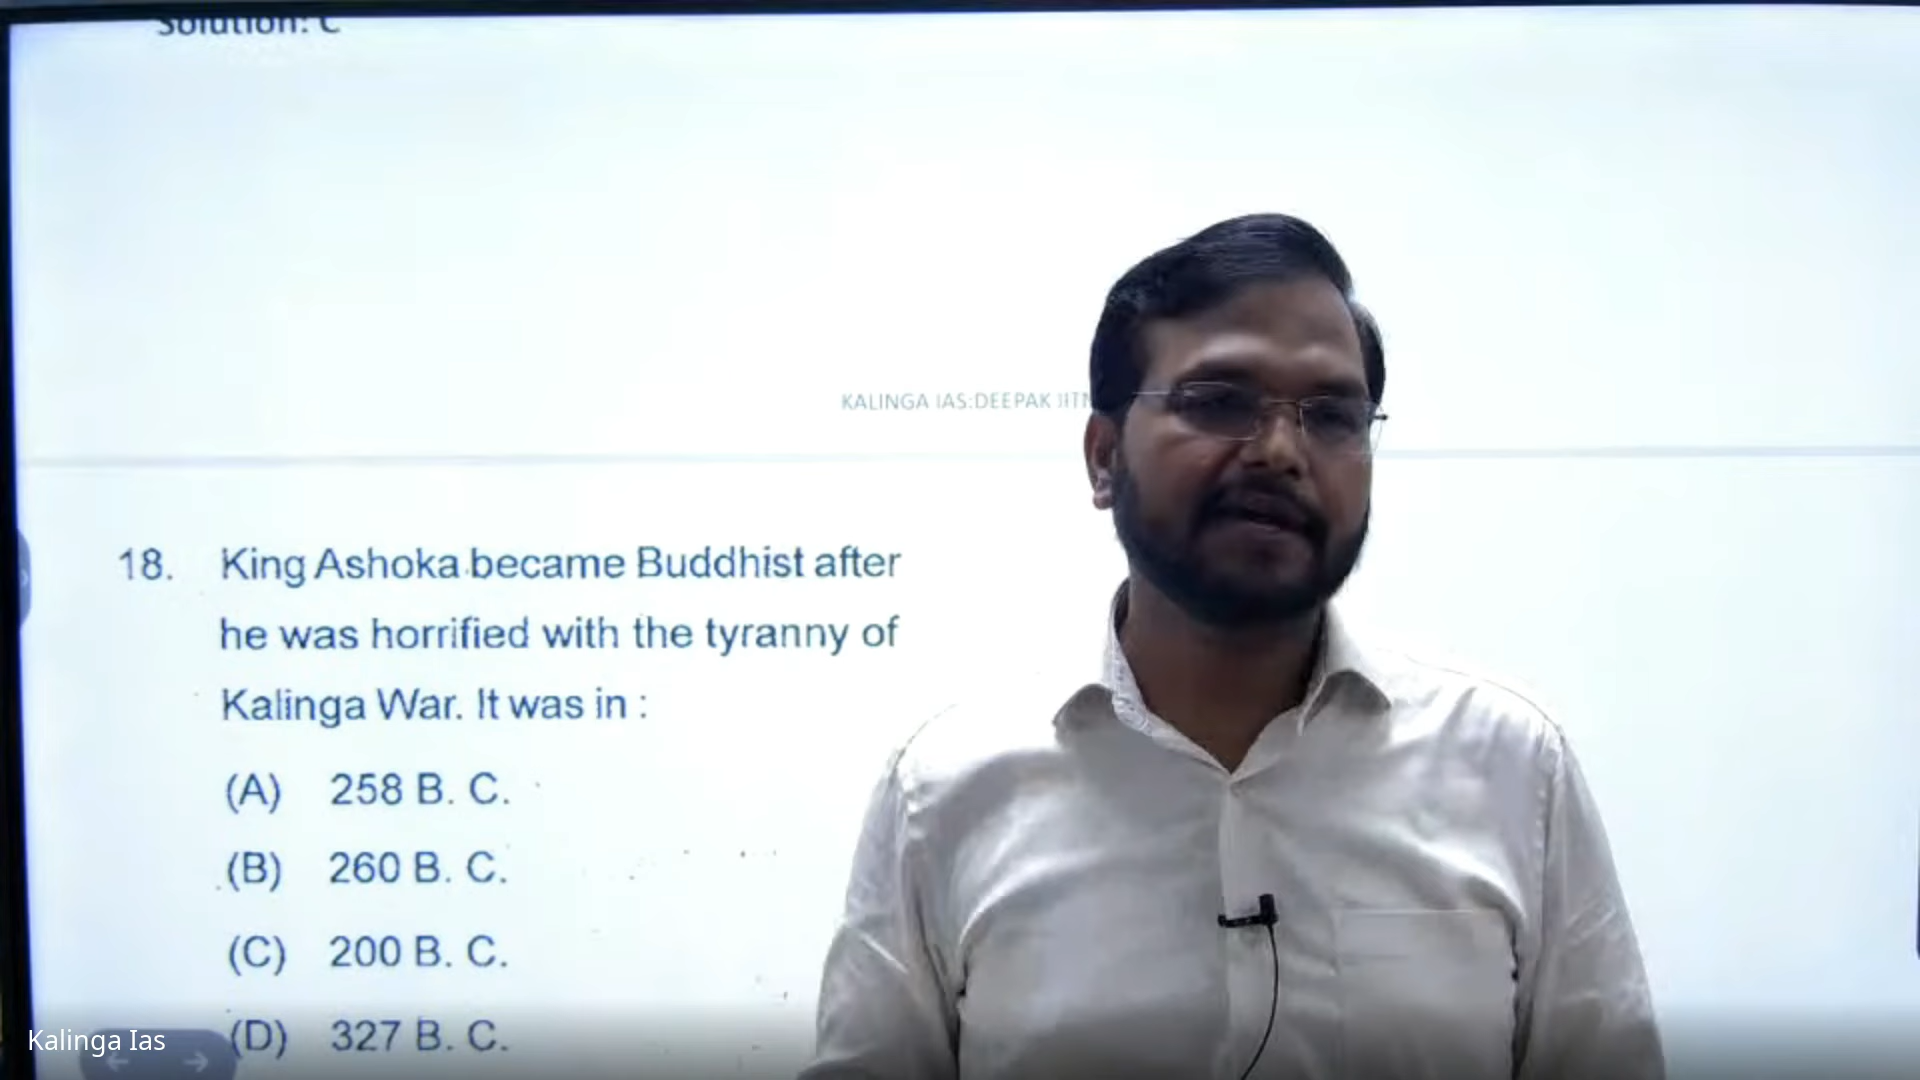 Solution: C
KALINGA IAS:DEEPAK
18. King Ashoka became Buddhist after
he was horrified with the tyranny of
Kalinga War. It was in :
(A) 258 B. C.
(B) 260 B. C.
(C) 200 B. C.
(D) 327 B. C.
Kalinga Ias